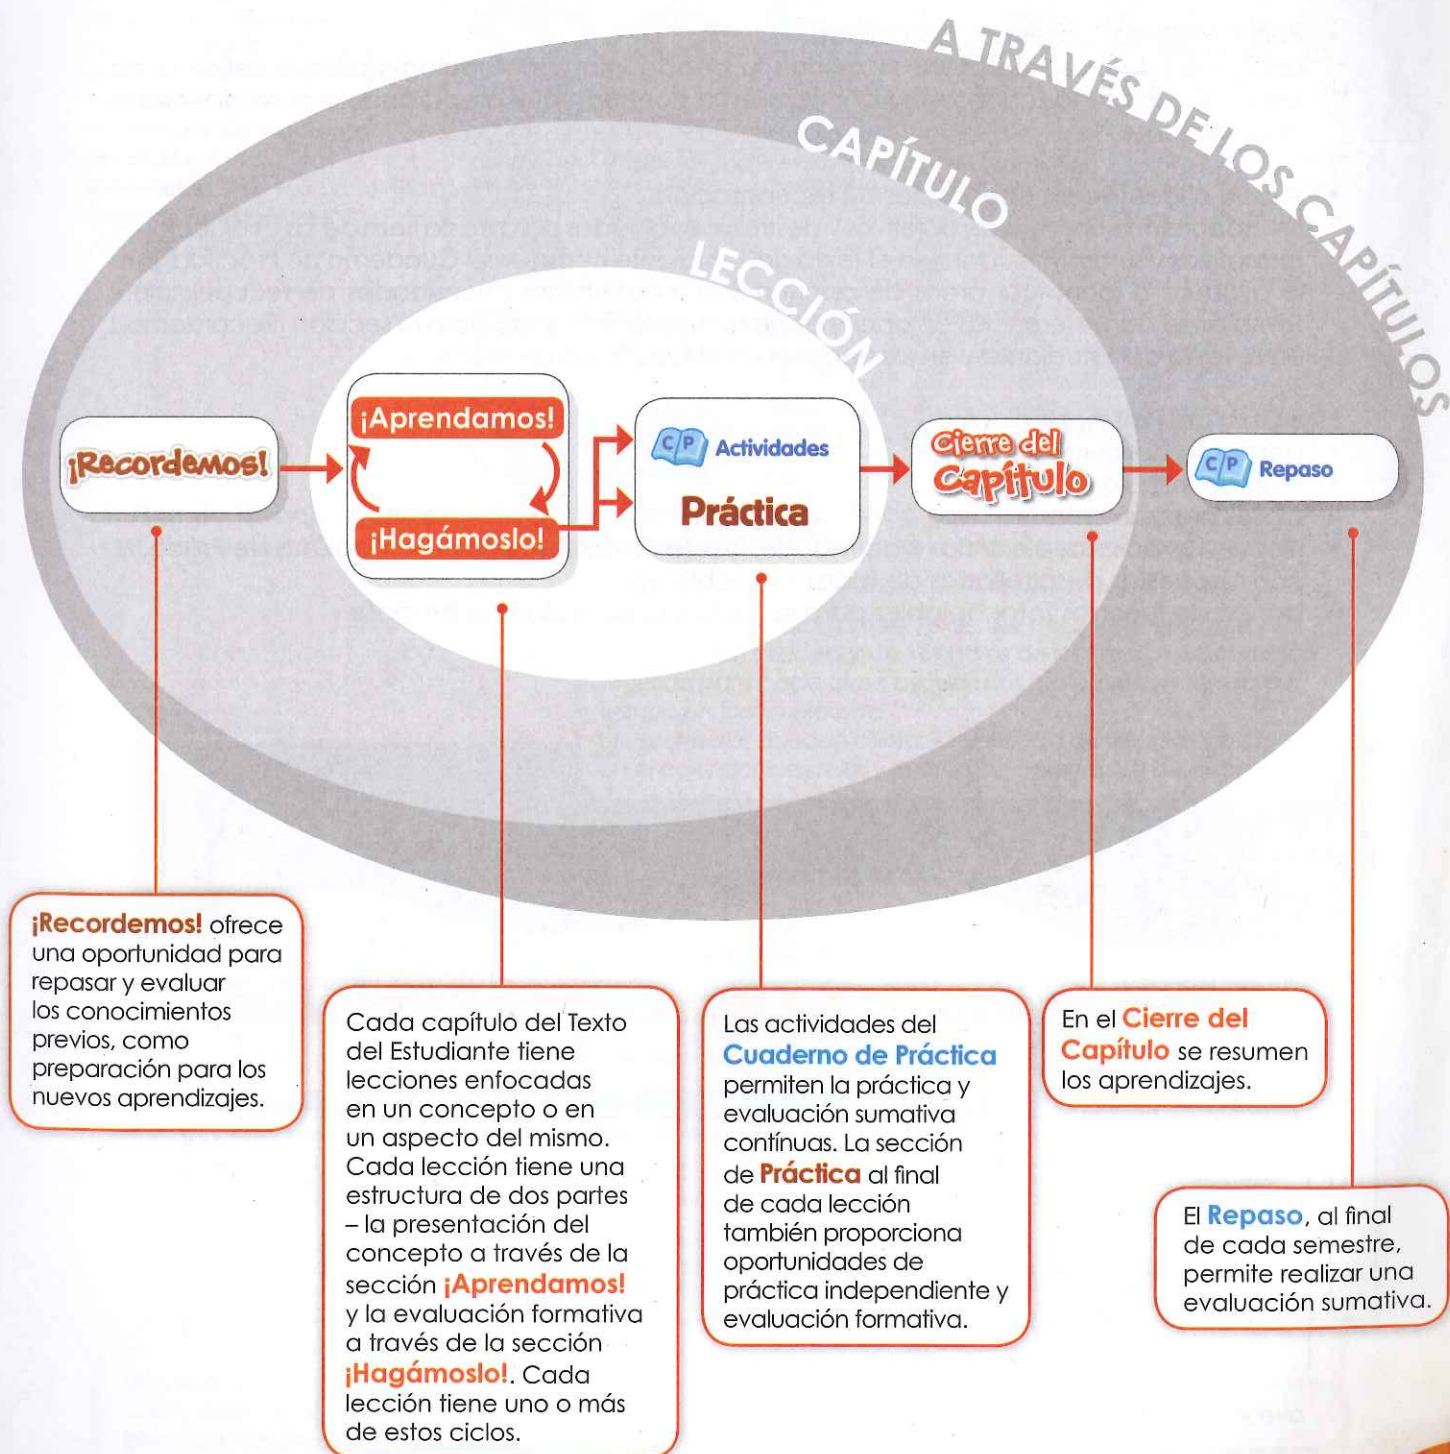 A TRAVÉS DE LOS CAPÍTULOS
CAPÍTULO
LECCIÓN
¡Recordemos!
¡Aprendamos!
¡Hagámoslo!
CP Actividades
Práctica
Cierre del
Capítulo
CP Repaso
¡Recordemos! ofrece
una oportunidad para
repasar y evaluar
los conocimientos
previos, como
preparación para los
nuevos aprendizajes.
Cada capítulo del Texto
del Estudiante tiene
lecciones enfocadas
en un concepto o en
un aspecto del mismo.
Cada lección tiene una
estructura de dos partes
– la presentación del
concepto a través de la
sección ¡Aprendamos!
y la evaluación formativa
a través de la sección
¡Hagámoslo!. Cada
lección tiene uno o más
de estos ciclos.
Las actividades del
Cuaderno de Práctica
permiten la práctica y
evaluación sumativa
contínuas. La sección
de Práctica al final
de cada lección
también proporciona
oportunidades de
práctica independiente y
evaluación formativa.
En el Cierre del
Capítulo se resumen
los aprendizajes.
El Repaso, al final
de cada semestre,
permite realizar una
evaluación sumativa.